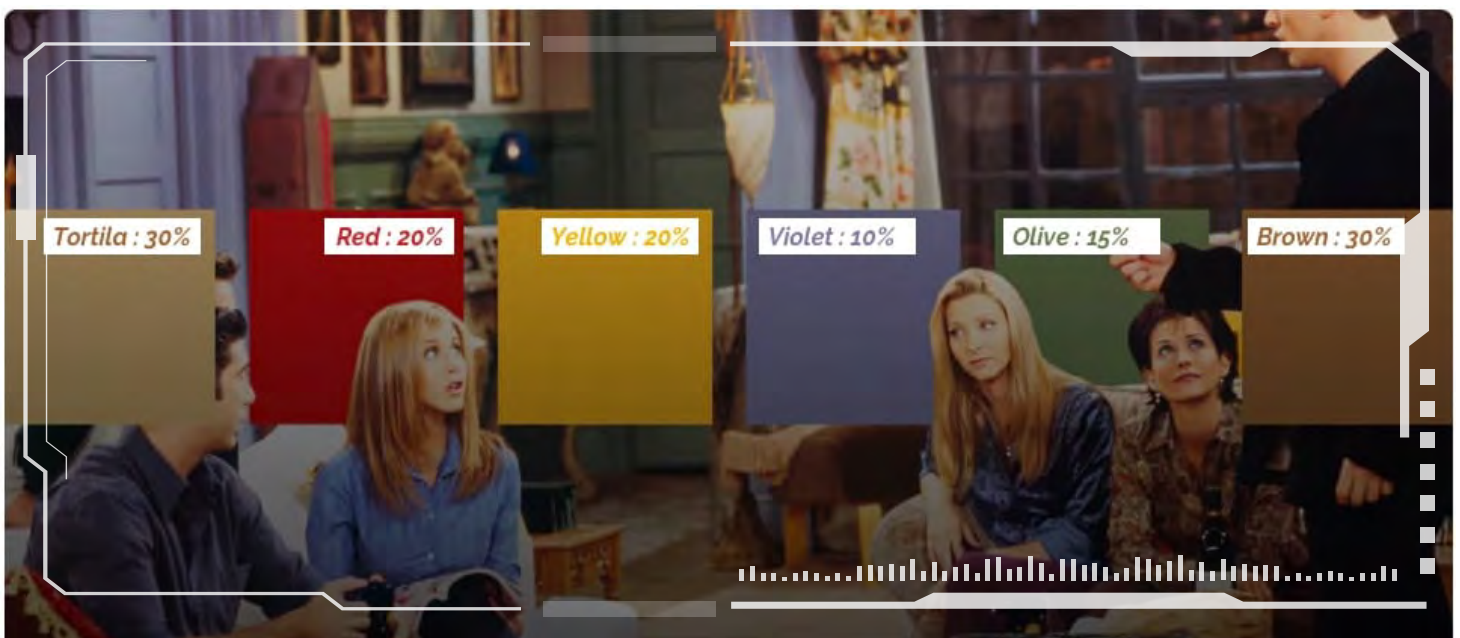 Tortila : 30%
Red : 20%
Yellow : 20%
Violet : 10%
Olive : 15%
Brown : 30%